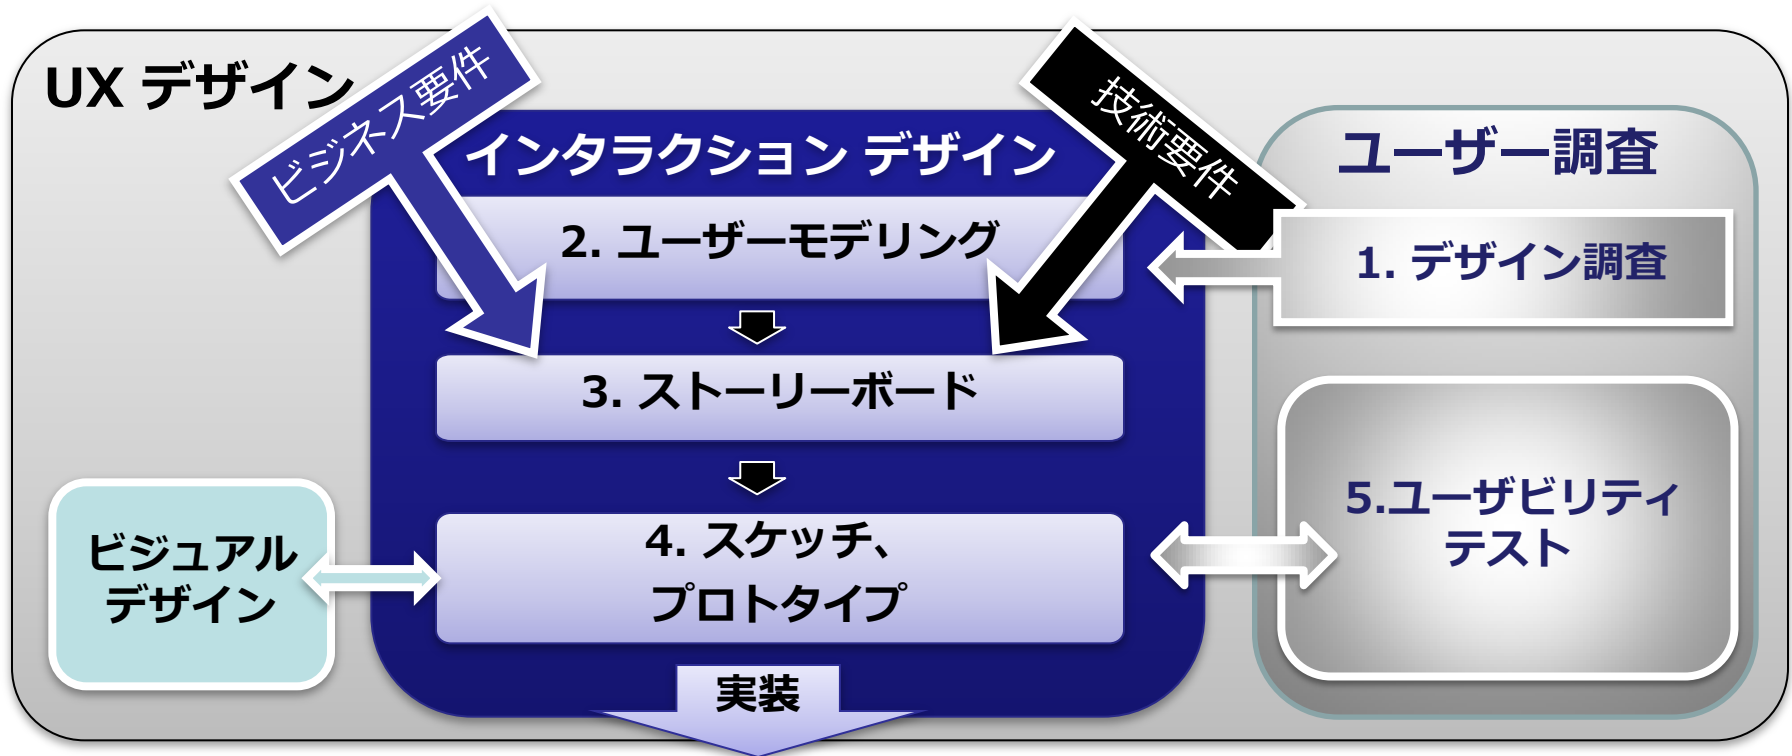 UX デザイン
ビジネス要件
技術要件
インタラクション デザイン
2. ユーザーモデリング
3. ストーリーボード
4. スケッチ、
プロトタイプ
実装
ビジュアル
デザイン
ユーザー調査
1. デザイン調査
5.ユーザビリティ
テスト